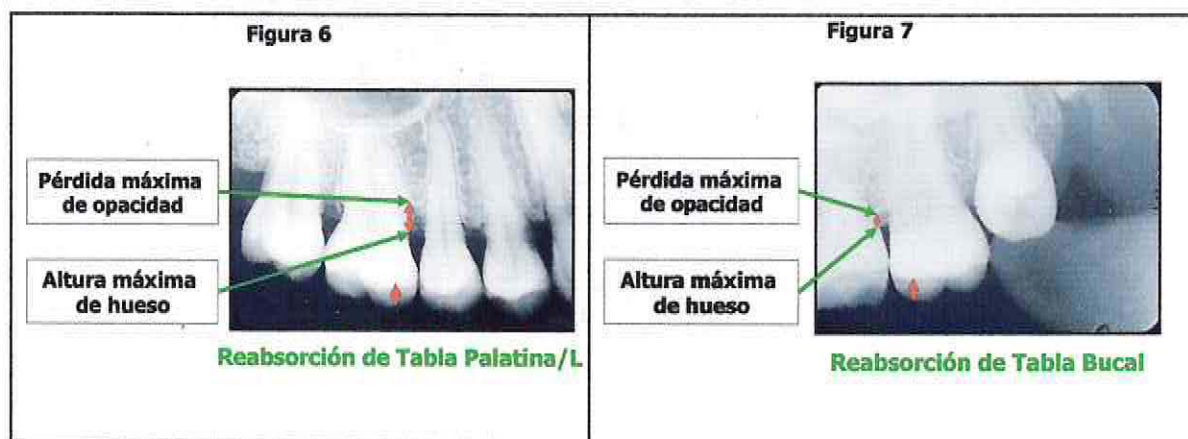 Figura 6
Pérdida máxima
de opacidad
Altura máxima
de hueso
Reabsorción de Tabla Palatina/L
Figura 7
Pérdida máxima
de opacidad
Altura máxima
de hueso
Reabsorción de Tabla Bucal